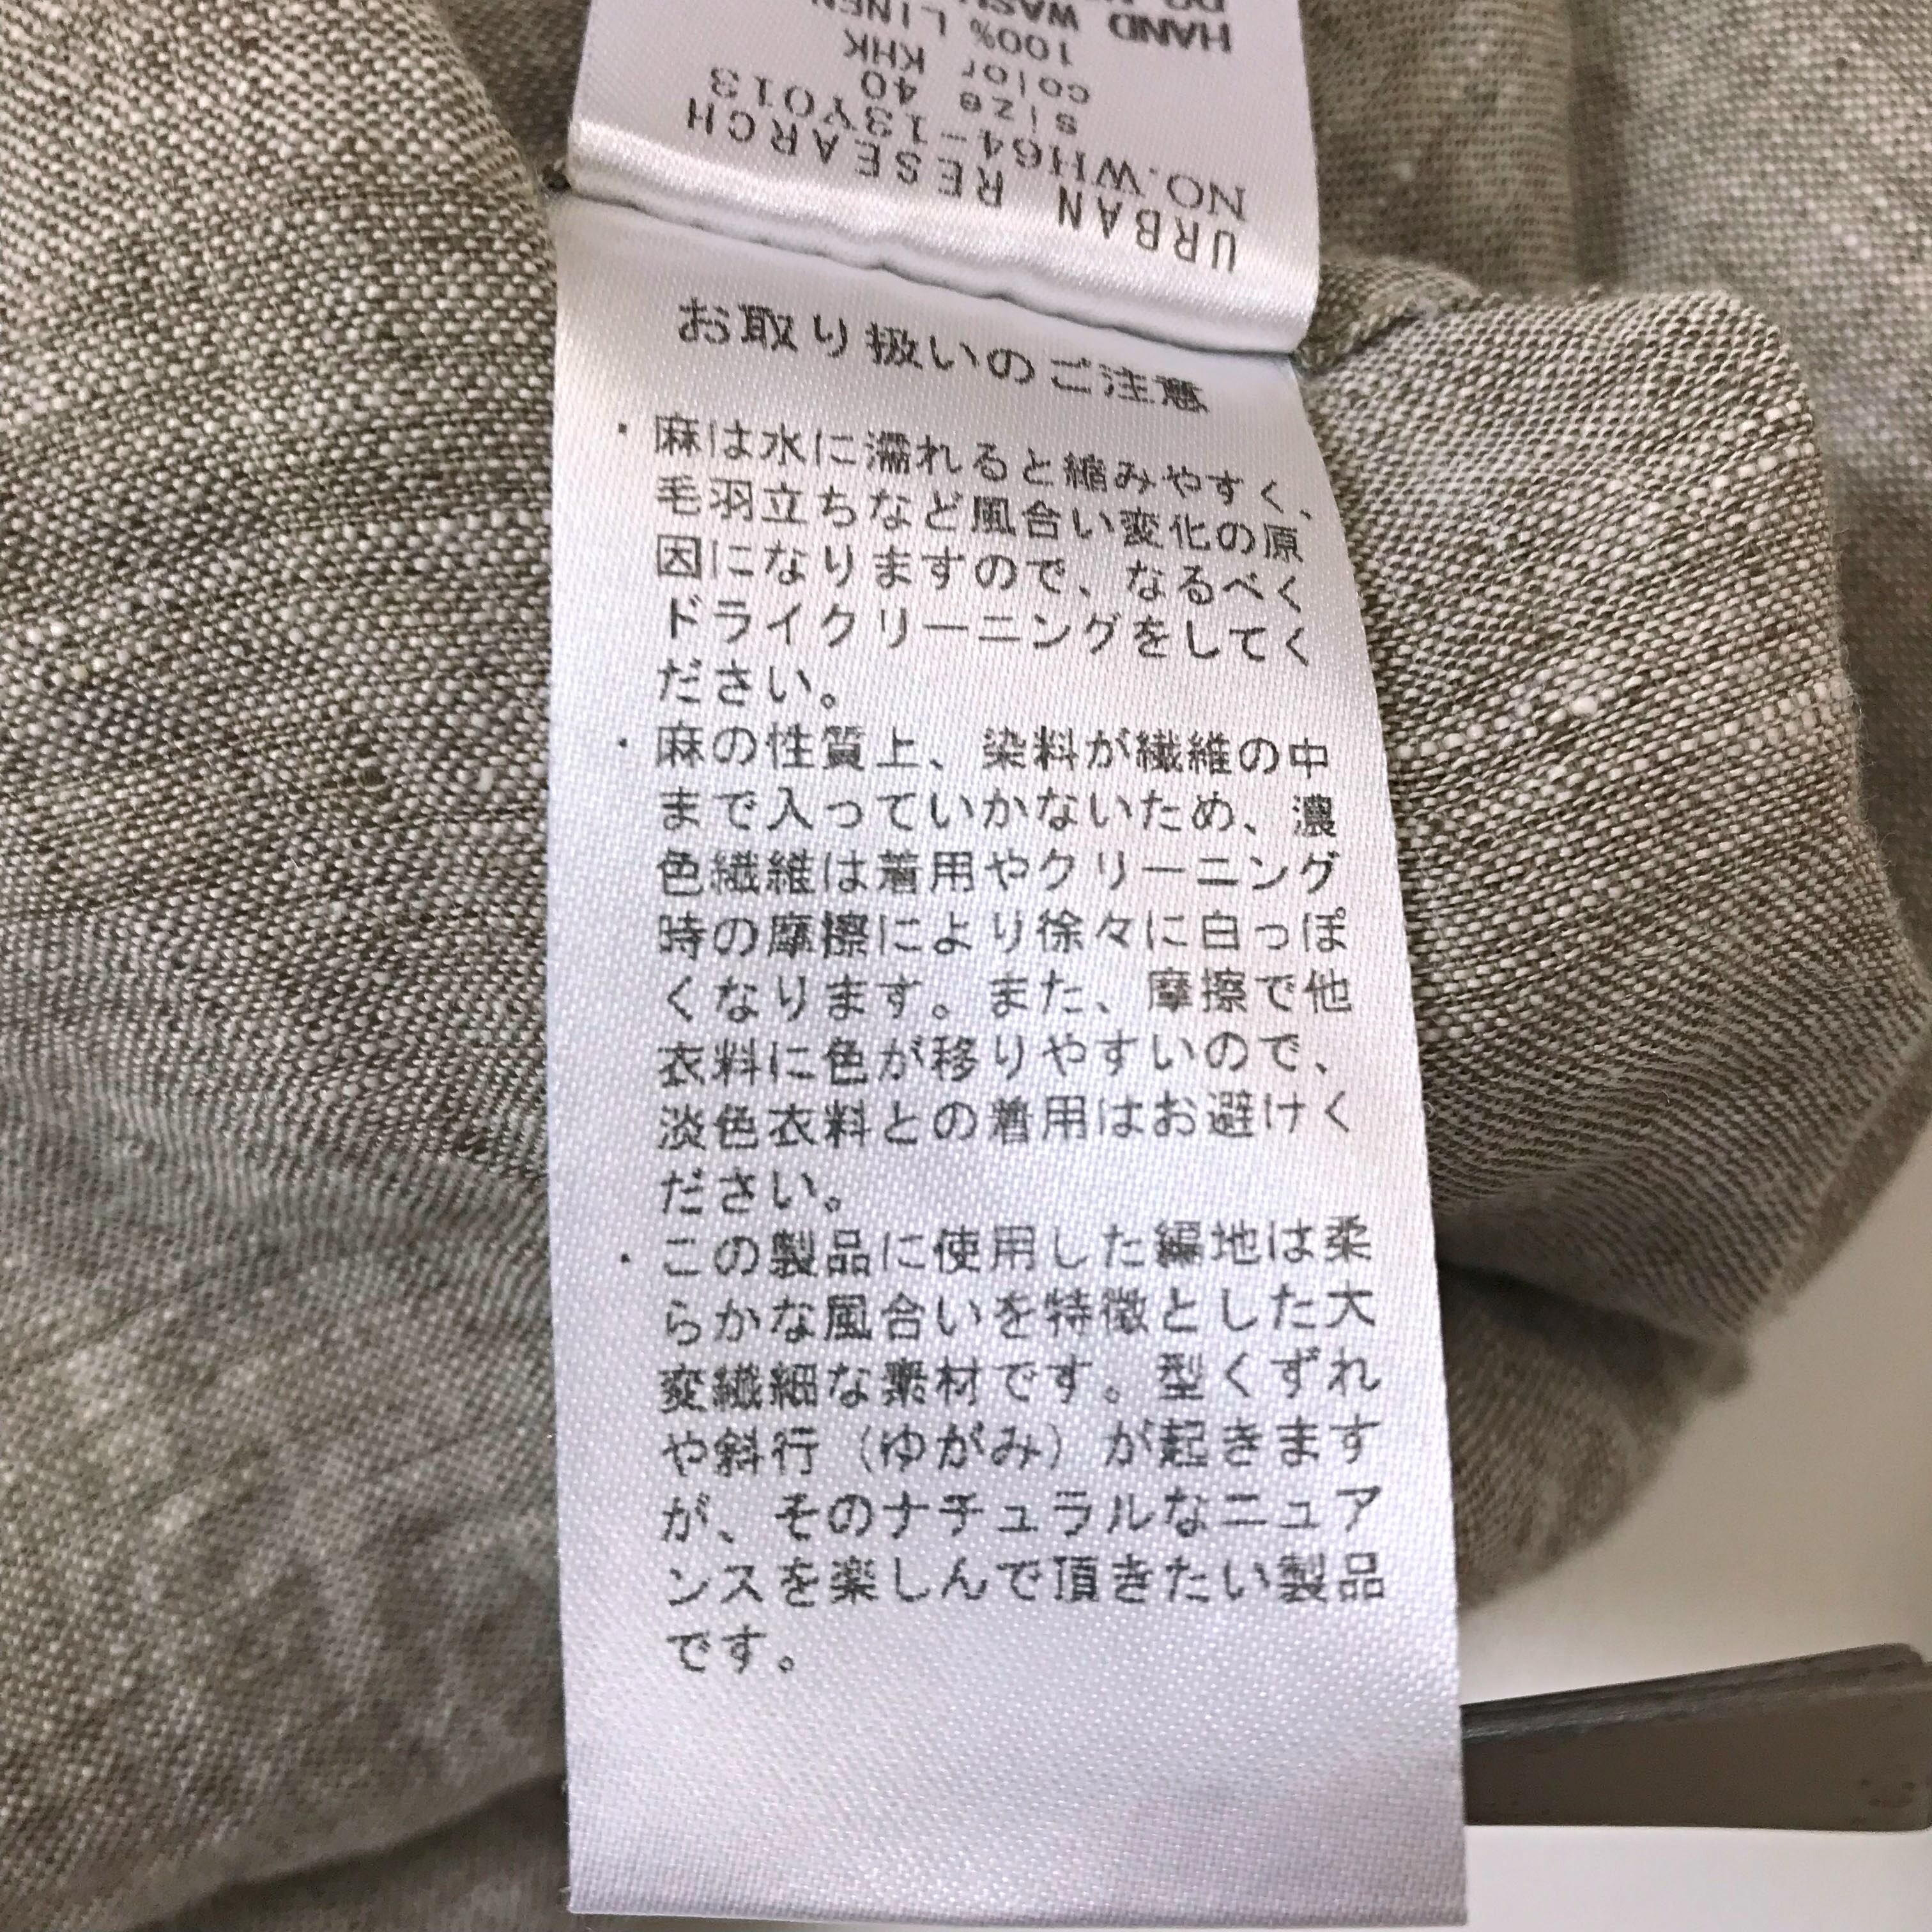 URBAN RESEARCH
NO.WH64-13Y013
size 40
color KHK
100% LINEN
HAND WASH
お取り扱いのご注意
・麻は水に濡れると縮みやすく、
毛羽立ちなど風合い変化の原
因になりますので、なるべく
ドライクリーニングをしてく
ださい。
・麻の性質上、染料が繊維の中
まで入っていかないため、濃
色繊維は着用やクリーニング
時の摩擦により徐々に白っぽ
くなります。また、摩擦で他
衣料に色が移りやすいので、
淡色衣料との着用はお避けく
ださい。
・この製品に使用した編地は柔
らかな風合いを特徴とした大
変繊細な素材です。型くずれ
や斜行（ゆがみ）が起きます
が、そのナチュラルなニュア
ンスを楽しんで頂きたい製品
です。